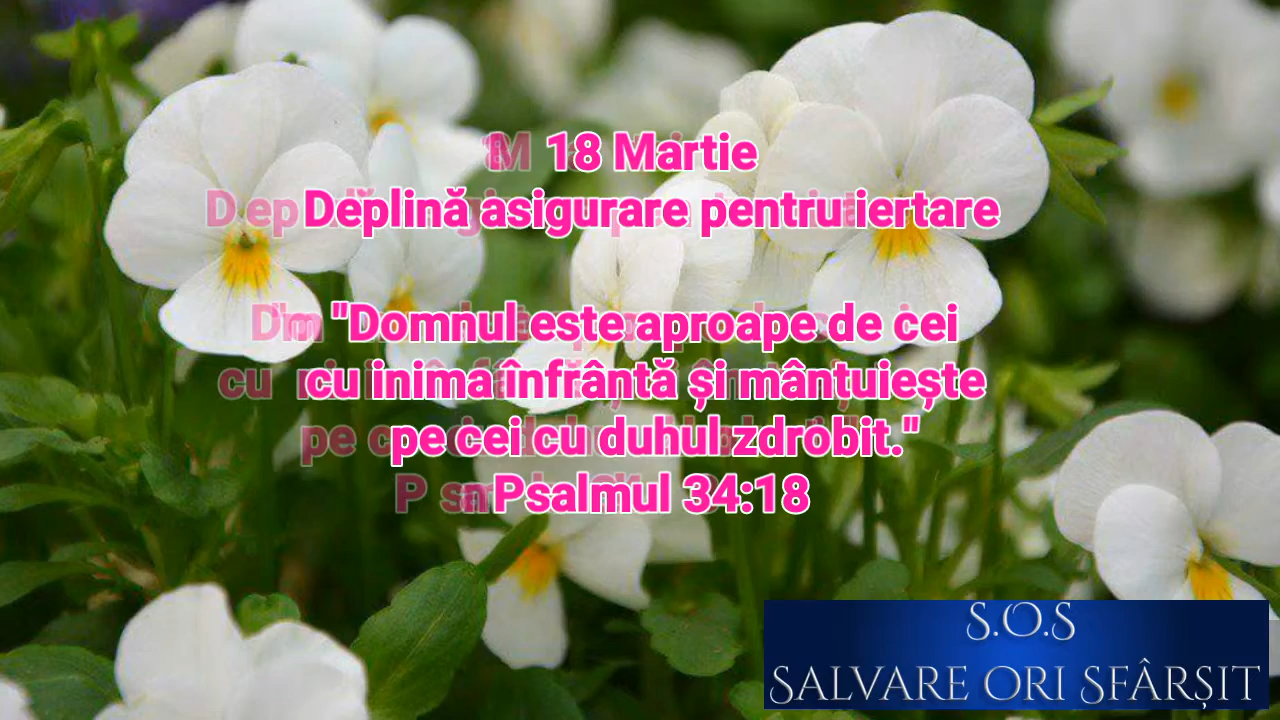 18 Martie
Deplină asigurare pentru iertare
"Domnul este aproape de cei
cu inima înfrântă și mântuiește
pe cei cu duhul zdrobit."
Psalmul 34:18
S.O.S
SALVARE ORI SFÂRȘIT